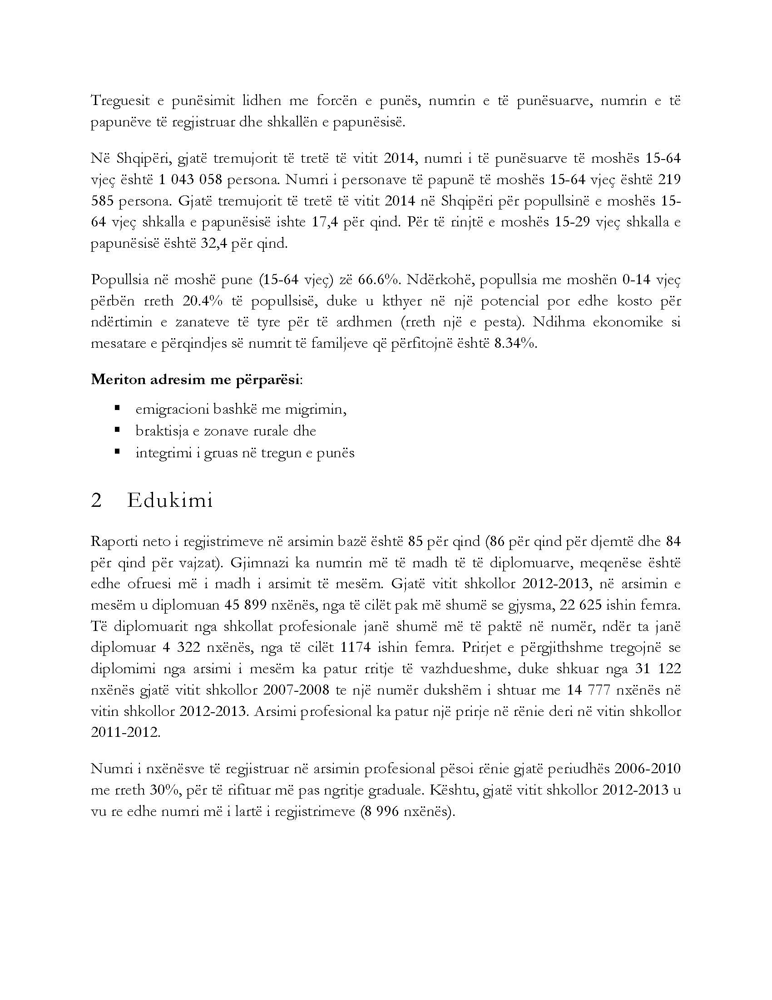 Treguesit e punësimit lidhen me forcën e punës, numrin e të punësuarve, numrin e të
papunëve të regjistruar dhe shkallën e papunësisë.
Në Shqipëri, gjatë tremujorit të tretë të vitit 2014, numri i të punësuarve të moshës 15-64
vjeç është 1 043 058 persona. Numri i personave të papunë të moshës 15-64 vjeç është 219
585 persona. Gjatë tremujorit të tretë të vitit 2014 në Shqipëri për popullsinë e moshës 15-
64 vjeç shkalla e papunësisë ishte 17,4 për qind. Për të rinjtë e moshës 15-29 vjeç shkalla e
papunësisë është 32,4 për qind.
Popullsia në moshë pune (15-64 vjeç) zë 66.6%. Ndërkohë, popullsia me moshën 0-14 vjeç
përbën rreth 20.4% të popullsisë, duke u kthyer në një potencial por edhe kosto për
ndërtimin e zanateve të tyre për të ardhmen (rreth një e pesta). Ndihma ekonomike si
mesatare e përqindjes së numrit të familjeve që përfitojnë është 8.34%.
Meriton adresim me përparësi:
▪ emigracioni bashkë me migrimin,
▪ braktisja e zonave rurale dhe
▪ integrimi i gruas në tregun e punës
2 Edukimi
Raporti neto i regjistrimeve në arsimin bazë është 85 për qind (86 për qind për djemtë dhe 84
për qind për vajzat). Gjimnazi ka numrin më të madh të të diplomuarve, meqenëse është
edhe ofruesi më i madh i arsimit të mesëm. Gjatë vitit shkollor 2012-2013, në arsimin e
mesëm u diplomuan 45 899 nxënës, nga të cilët pak më shumë se gjysma, 22 625 ishin femra.
Të diplomuarit nga shkollat profesionale janë shumë më të paktë në numër, ndër ta janë
diplomuar 4 322 nxënës, nga të cilët 1174 ishin femra. Prirjet e përgjithshme tregojnë se
diplomimi nga arsimi i mesëm ka patur rritje të vazhdueshme, duke shkuar nga 31 122
nxënës gjatë vitit shkollor 2007-2008 te një numër dukshëm i shtuar me 14 777 nxënës në
vitin shkollor 2012-2013. Arsimi profesional ka patur një prirje në rënie deri në vitin shkollor
2011-2012.
Numri i nxënësve të regjistruar në arsimin profesional pësoi rënie gjatë periudhës 2006-2010
me rreth 30%, për të rifituar më pas ngritje graduale. Kështu, gjatë vitit shkollor 2012-2013 u
vu re edhe numri më i lartë i regjistrimeve (8 996 nxënës).